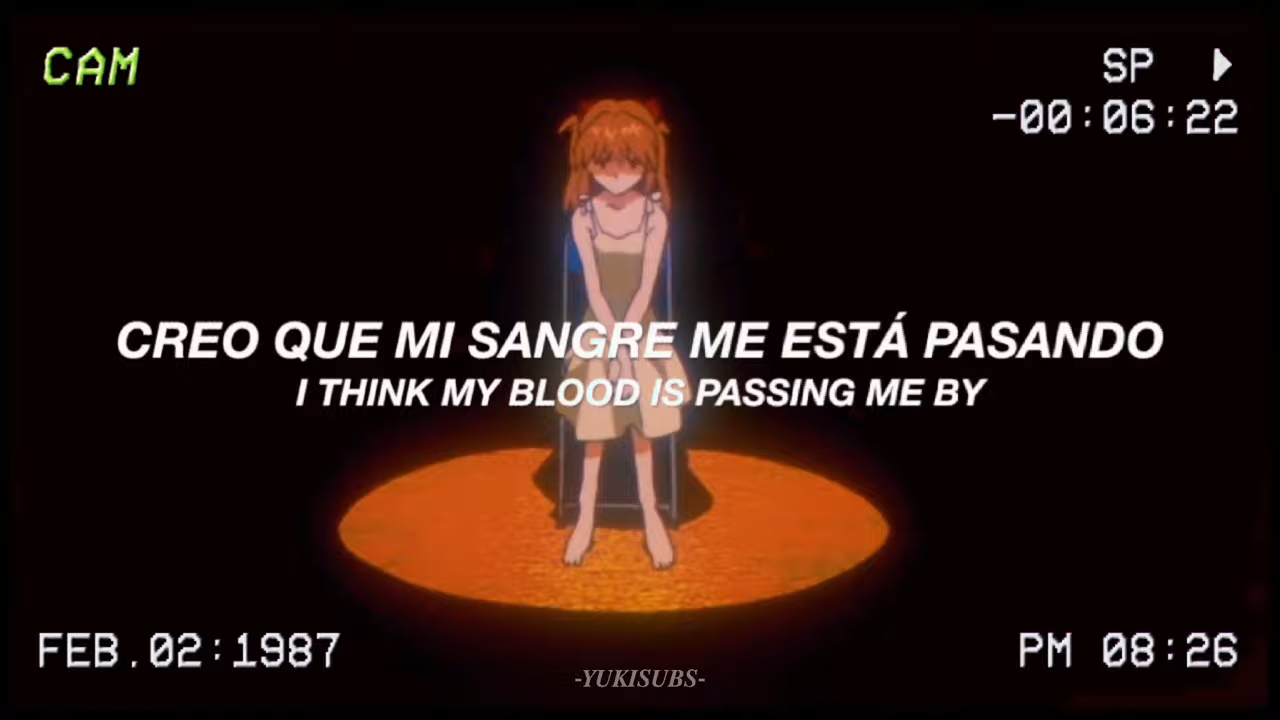 CAM
SP
-00:06:22
CREO QUE MI SANGRE ME ESTÁ PASANDO
I THINK MY BLOOD IS PASSING ME BY
FEB.02:1987
PM 08:26
-YUKISUBS-